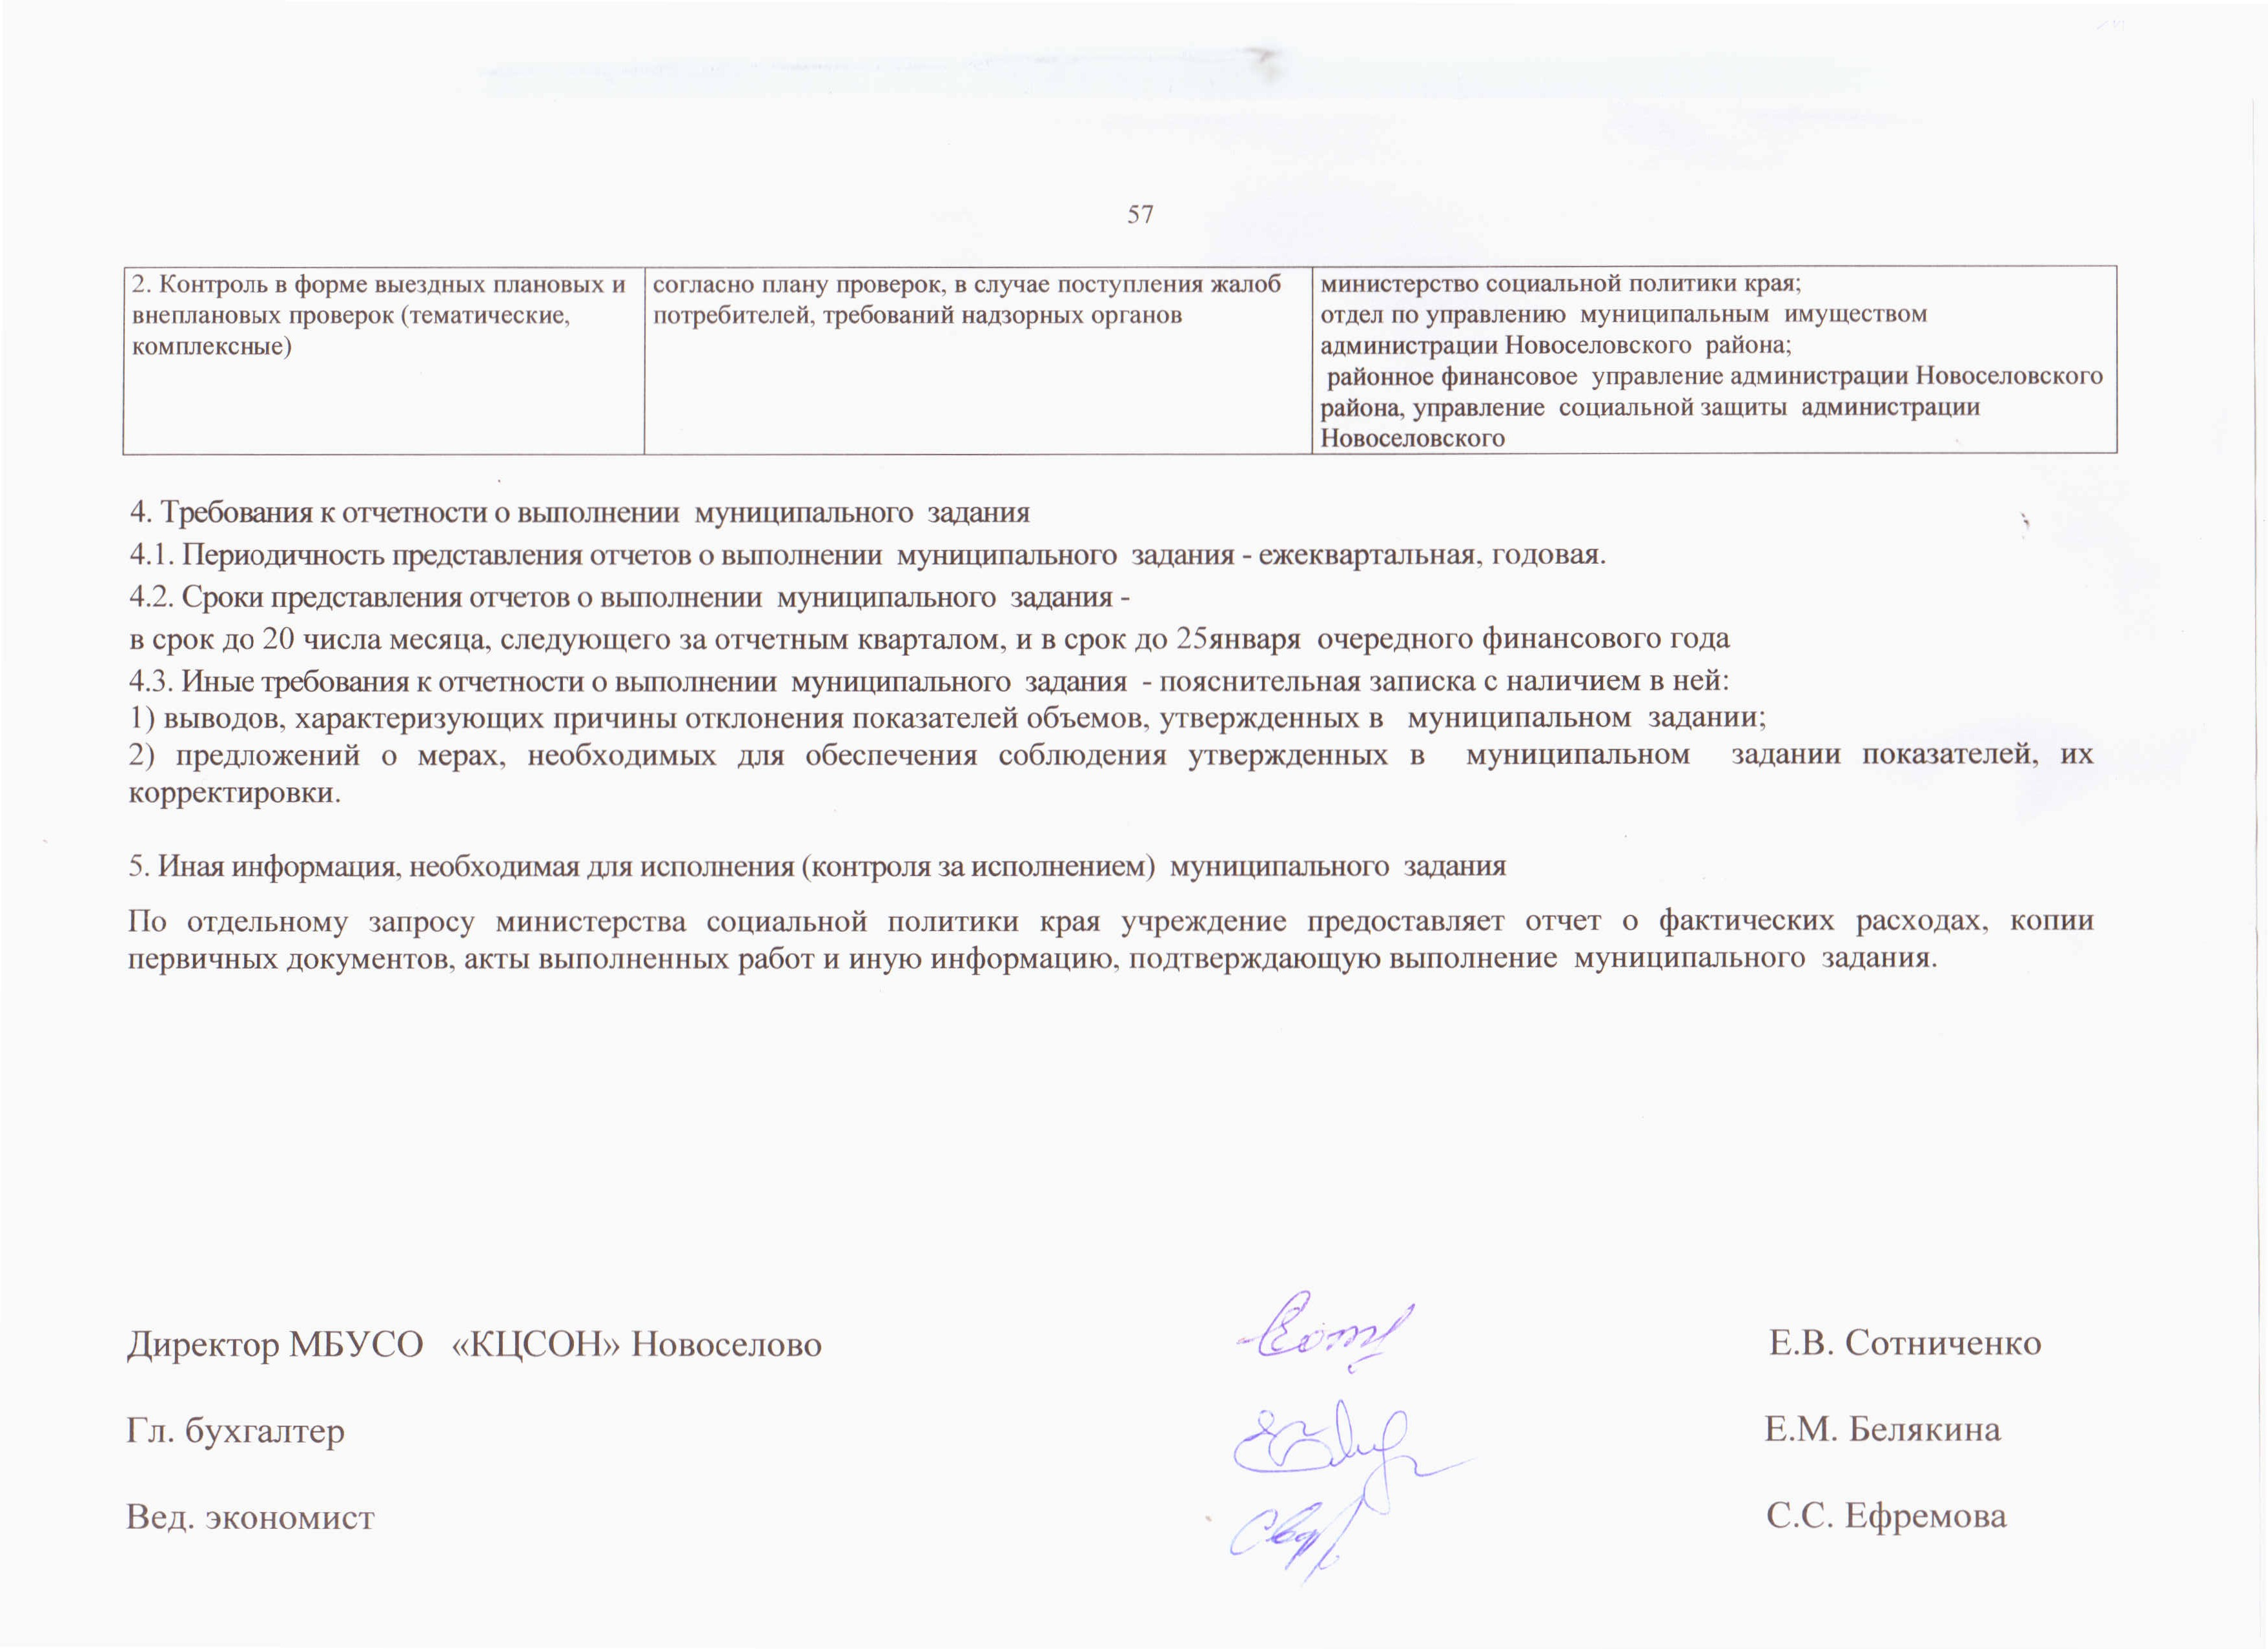 57
2. Контроль в форме выездных плановых и
внеплановых проверок (тематические,
комплексные)
согласно плану проверок, в случае поступления жалоб
потребителей, требований надзорных органов
министерство социальной политики края;
отдел по управлению муниципальным имуществом
администрации Новоселовского района;
районное финансовое управление администрации Новоселовского
района, управление социальной защиты администрации
Новоселовского
4. Требования к отчетности о выполнении муниципального задания
4.1. Периодичность представления отчетов о выполнении муниципального задания - ежеквартальная, годовая.
4.2. Сроки представления отчетов о выполнении муниципального задания -
в срок до 20 числа месяца, следующего за отчетным кварталом, и в срок до 25января очередного финансового года
4.3. Иные требования к отчетности о выполнении муниципального задания - пояснительная записка с наличием в ней:
1) выводов, характеризующих причины отклонения показателей объемов, утвержденных в муниципальном задании;
2) предложений о мерах, необходимых для обеспечения соблюдения утвержденных в муниципальном задании показателей, их
корректировки.
5. Иная информация, необходимая для исполнения (контроля за исполнением) муниципального задания
По отдельному запросу министерства социальной политики края учреждение предоставляет отчет о фактических расходах, копии
первичных документов, акты выполненных работ и иную информацию, подтверждающую выполнение муниципального задания.
Директор МБУСО «КЦСОН» Новоселово Е.В. Сотниченко
Гл. бухгалтер Е.М. Белякина
Вед. экономист С.С. Ефремова